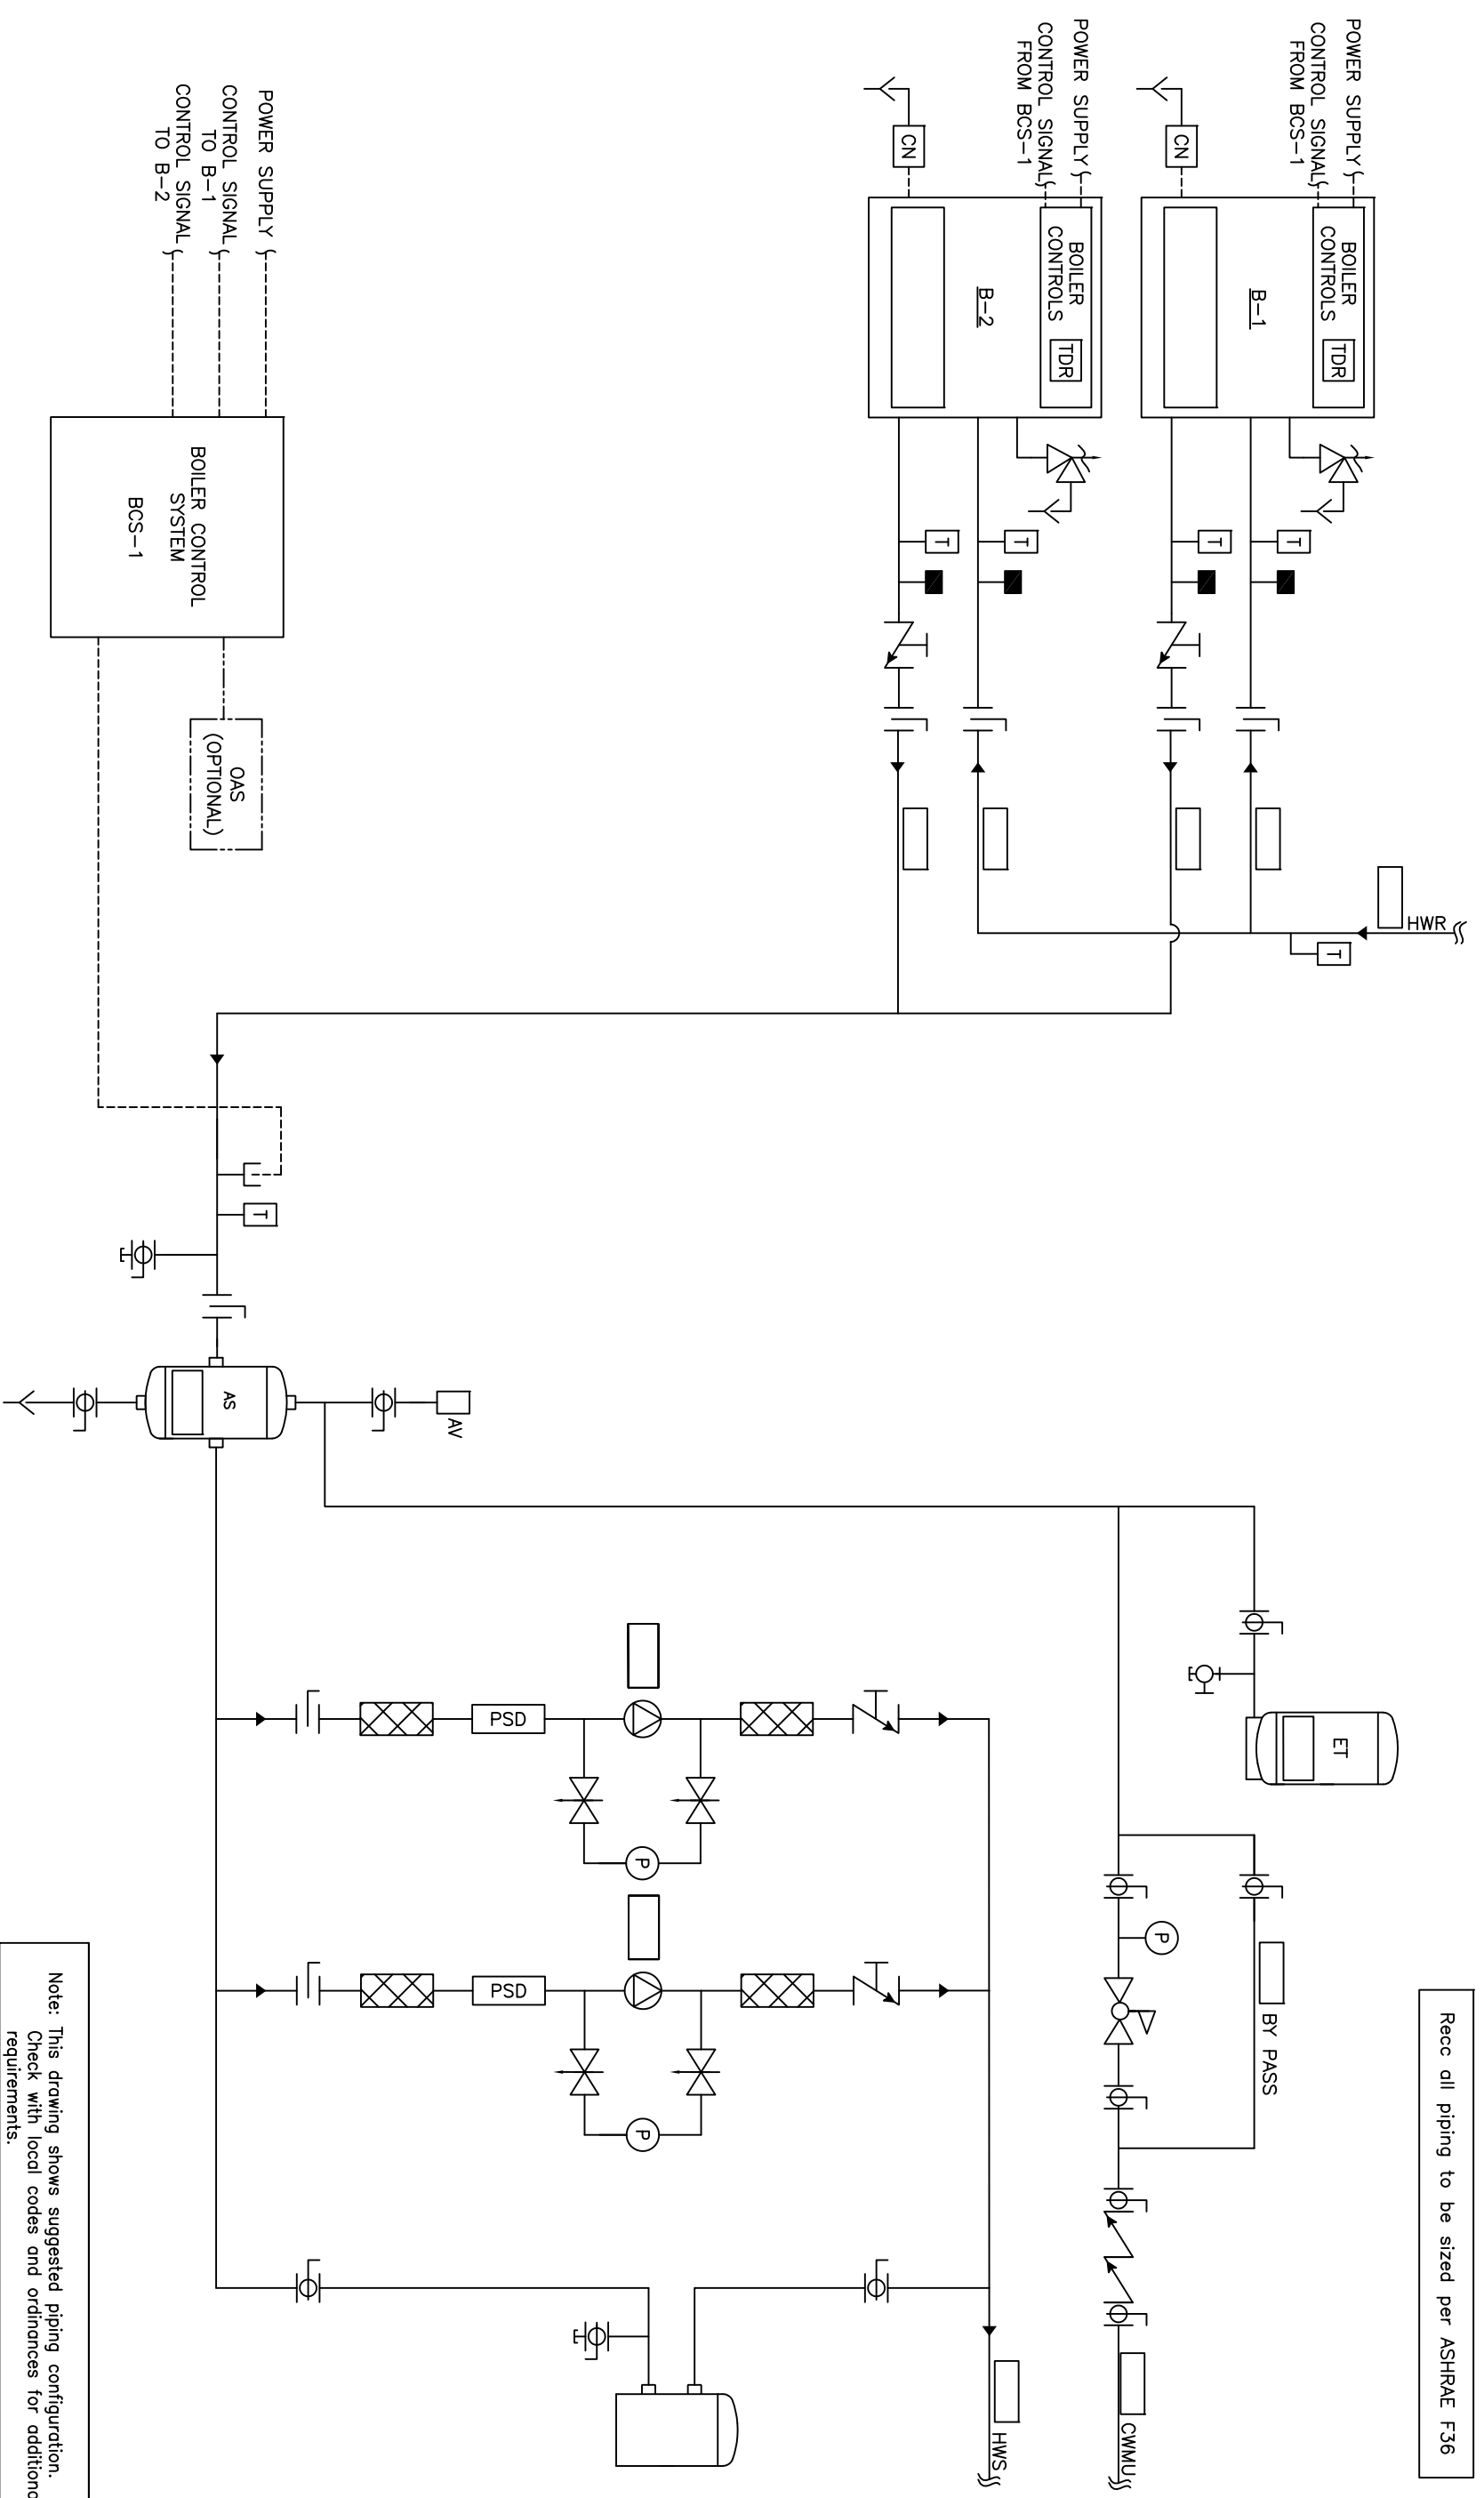 Recc all piping to be sized per ASHRAE F36
HWR
T
POWER SUPPLY
CONTROL SIGNAL
FROM BCS-1
CN
BOILER
CONTROLS
TDR
B-1
T
T
POWER SUPPLY
CONTROL SIGNAL
FROM BCS-1
CN
BOILER
CONTROLS
TDR
B-2
T
T
POWER SUPPLY
CONTROL SIGNAL
TO B-1
CONTROL SIGNAL
TO B-2
BOILER CONTROL
SYSTEM
BCS-1
OAS
(OPTIONAL)
T
AS
AV
ET
P
BY PASS
CWMU
PSD
P
PSD
P
HWS
Note: This drawing shows suggested piping configuration.
Check with local codes and ordinances for additiona
requirements.